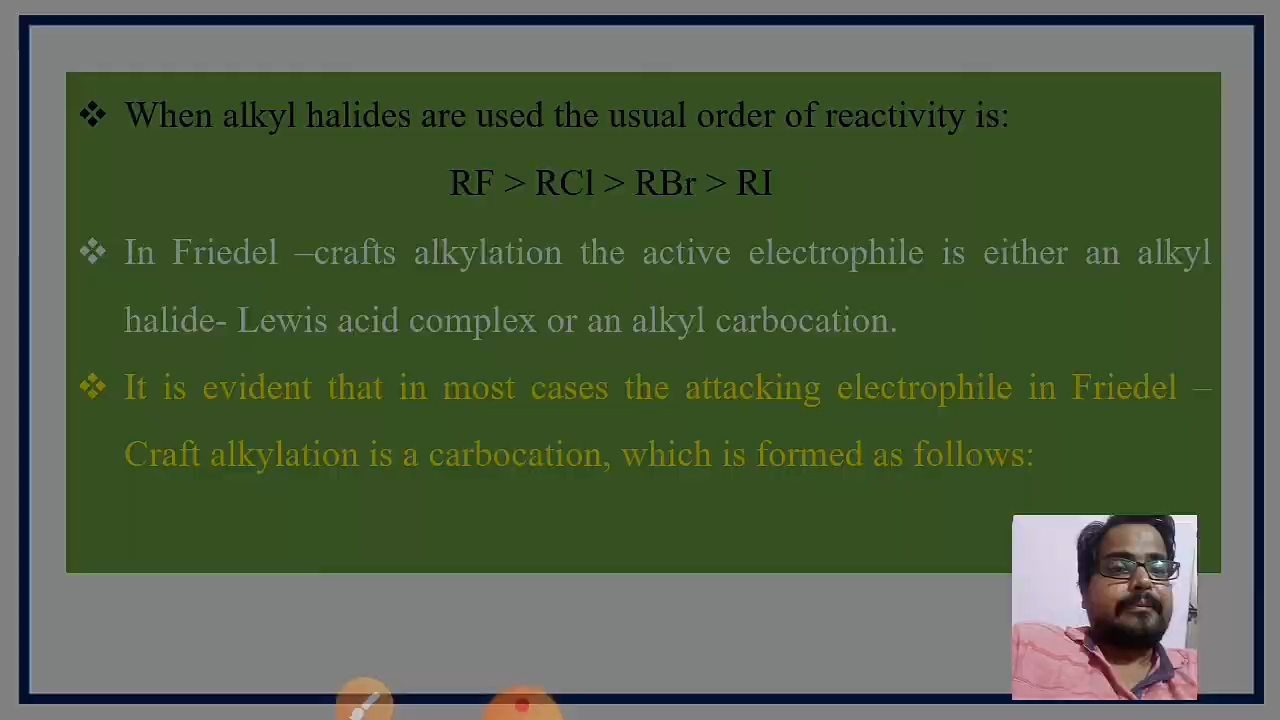 ❖ When alkyl halides are used the usual order of reactivity is:
RF > RCl > RBr > RI
❖ In Friedel –crafts alkylation the active electrophile is either an alkyl
halide- Lewis acid complex or an alkyl carbocation.
❖ It is evident that in most cases the attacking electrophile in Friedel –
Craft alkylation is a carbocation, which is formed as follows: